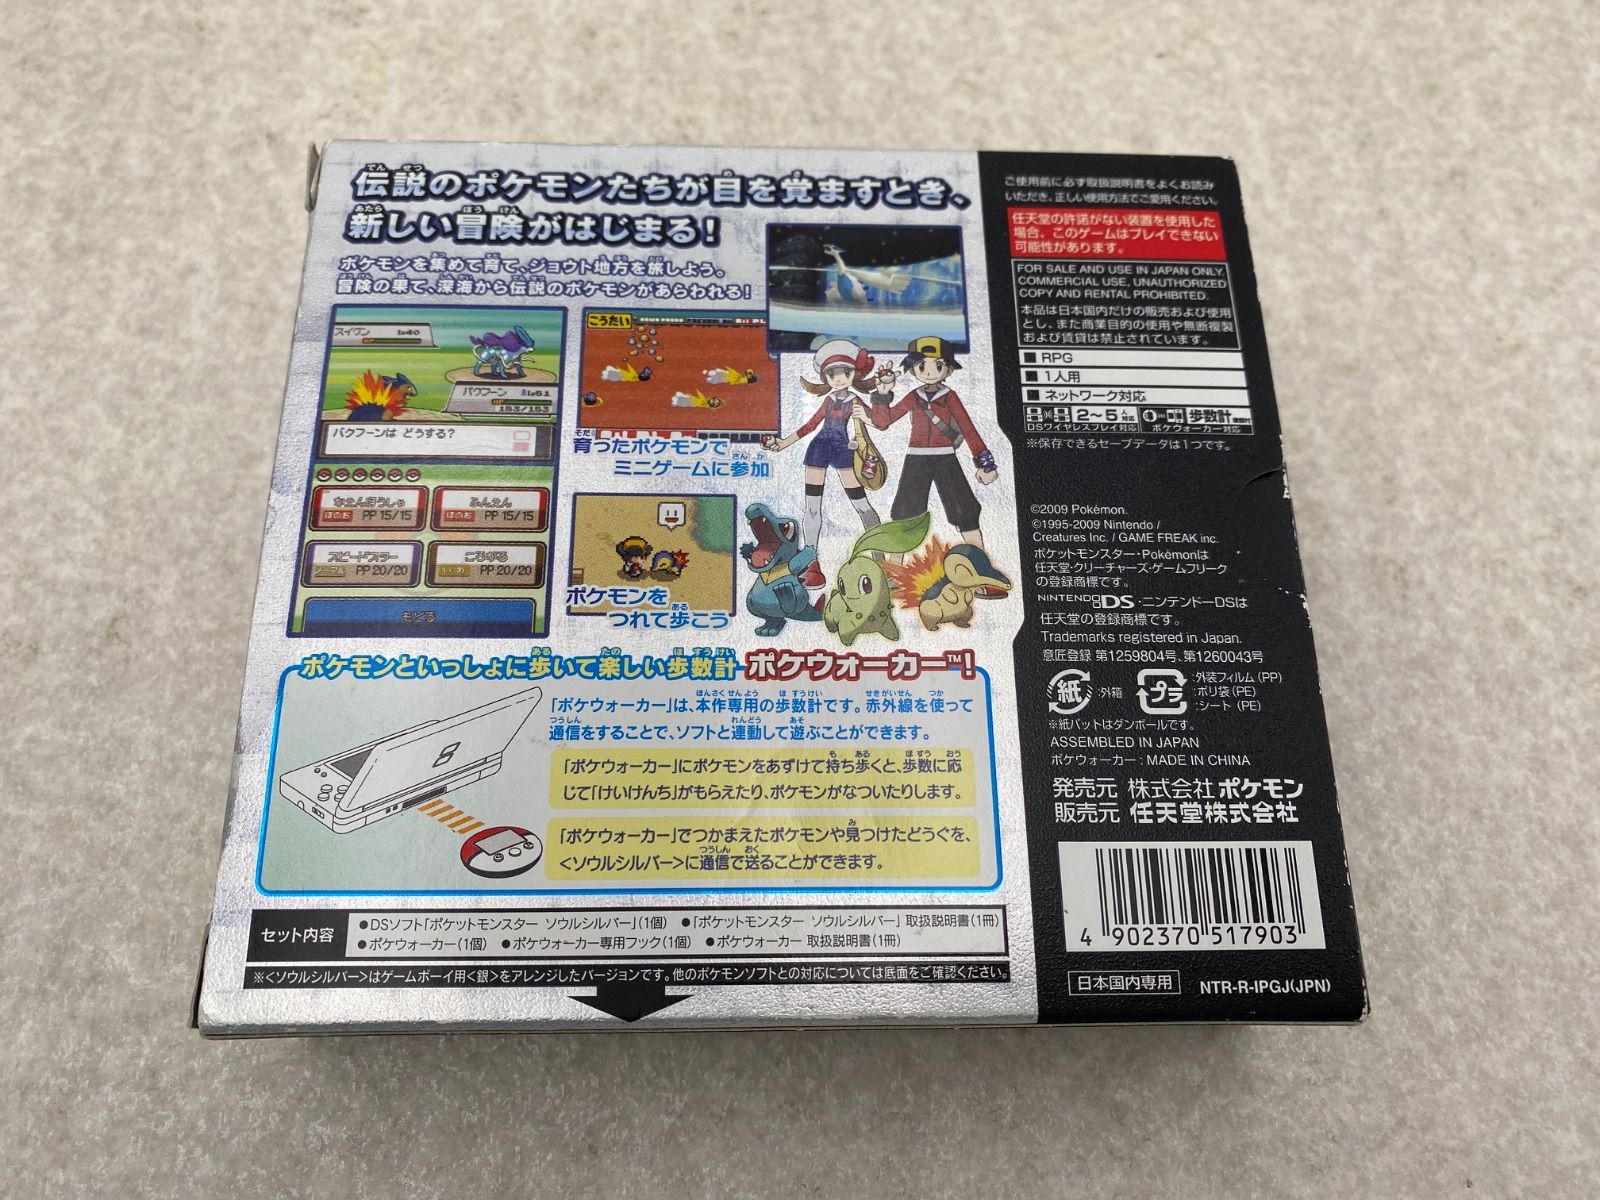 伝説のポケモンたちが目を覚ますとき、
新しい冒険がはじまる!
ポケモンを集めて育て、ジョウト地方を旅しよう。
冒険の果て、深海から伝説のポケモンがあらわれる!
スイクン Lv40
バクフーン ♂Lv51
HP
153/153
バクフーンは どうする?
かえんほうしゃ
ほのお PP 15/15
ふんえん
ほのお PP 15/15
スピードスター
ノーマル PP 20/20
ころがる
いわ PP 20/20
もどる
こうたい
育ったポケモンで
ミニゲームに参加
ポケモンを
つれて歩こう
ポケモンといっしょに歩いて楽しい歩数計 ポケウォーカー™!
「ポケウォーカー」は、本作専用の歩数計です。赤外線を使って
通信をすることで、ソフトと連動して遊ぶことができます。
「ポケウォーカー」にポケモンをあずけて持ち歩くと、歩数に応
じて「けいけんち」がもらえたり、ポケモンがなついたりします。
「ポケウォーカー」でつかまえたポケモンや見つけたどうぐを、
<ソウルシルバー>に通信で送ることができます。
セット内容
●DSソフト「ポケットモンスター ソウルシルバー」(1個) ●「ポケットモンスター ソウルシルバー」取扱説明書(1冊)
●ポケウォーカー(1個) ●ポケウォーカー専用フック(1個) ●ポケウォーカー 取扱説明書(1冊)
※<ソウルシルバー>はゲームボーイ用<銀>をアレンジしたバージョンです。他のポケモンソフトとの対応については底面をご確認ください。
ご使用前に必ず取扱説明書をよくお読み
いただき、正しい使用方法でご愛用ください。
任天堂の許諾がない装置を使用した
場合、このゲームはプレイできない
可能性があります。
FOR SALE AND USE IN JAPAN ONLY.
COMMERCIAL USE, UNAUTHORIZED
COPY AND RENTAL PROHIBITED.
本品は日本国内だけの販売および使用
とし、また商業目的の使用や無断複製
および賃貸は禁止されています。
■ RPG
■ 1人用
■ ネットワーク対応
2〜5人対応
DSワイヤレスプレイ対応
歩数計
ポケウォーカー対応
※保存できるセーブデータは1つです。
©2009 Pokémon.
©1995-2009 Nintendo /
Creatures Inc. / GAME FREAK inc.
ポケットモンスター・Pokémonは
任天堂・クリーチャーズ・ゲームフリーク
の登録商標です。
NINTENDO DS・ニンテンドーDSは
任天堂の登録商標です。
Trademarks registered in Japan.
意匠登録 第1259804号、第1260043号
紙 :外箱
プラ :外装フィルム (PP)
:ポリ袋 (PE)
:シート (PE)
※紙パットはダンボールです。
ASSEMBLED IN JAPAN
ポケウォーカー : MADE IN CHINA
発売元 株式会社ポケモン
販売元 任天堂株式会社
4 902370 517903
日本国内専用 NTR-R-IPGJ(JPN)